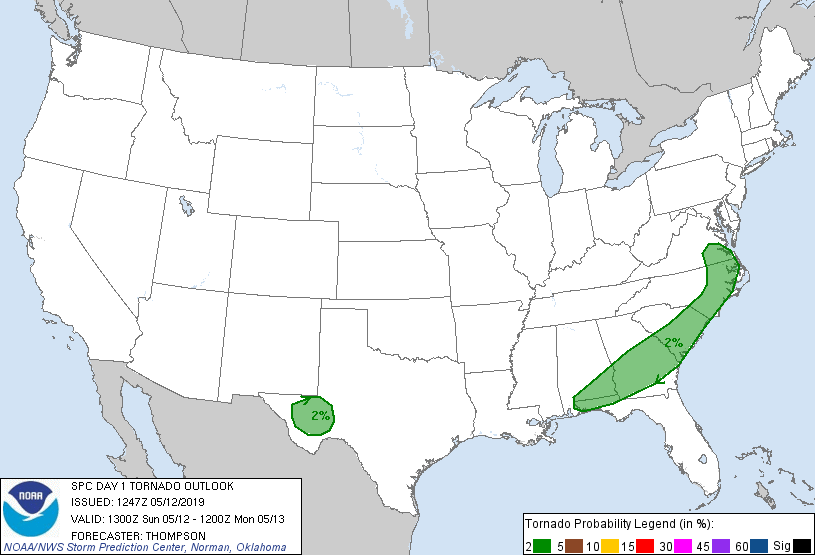 2%
2%
NOAA
SPC DAY 1 TORNADO OUTLOOK
ISSUED: 1247Z 05/12/2019
VALID: 1300Z Sun 05/12 - 1200Z Mon 05/13
FORECASTER: THOMPSON
NOAA/NWS Storm Prediction Center, Norman, Oklahoma
Tornado Probability Legend (in %):
2 5 10 15 30 45 60 Sig